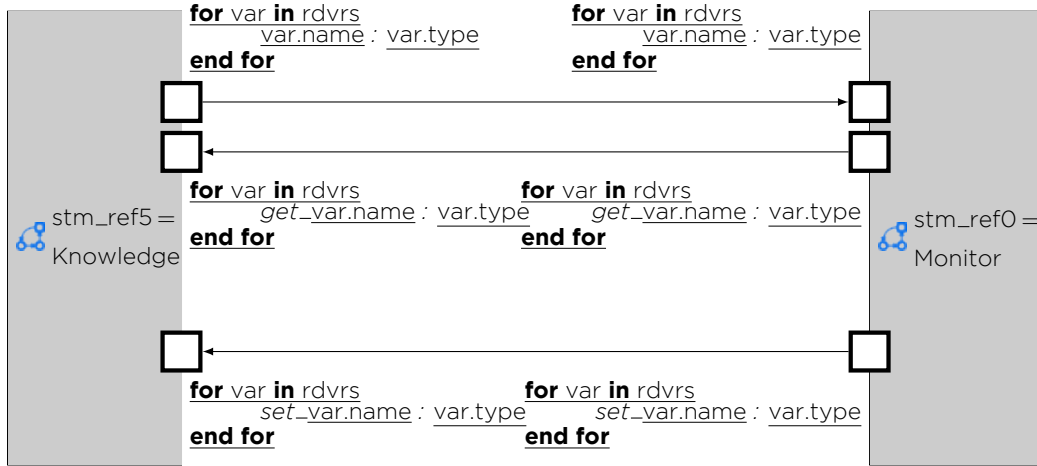 for var in rdvrs
var.name : var.type
end for
for var in rdvrs
var.name : var.type
end for
for var in rdvrs
get_var.name : var.type
end for
for var in rdvrs
get_var.name : var.type
end for
stm_ref5 =
Knowledge
stm_ref0 =
Monitor
for var in rdvrs
set_var.name : var.type
end for
for var in rdvrs
set_var.name : var.type
end for